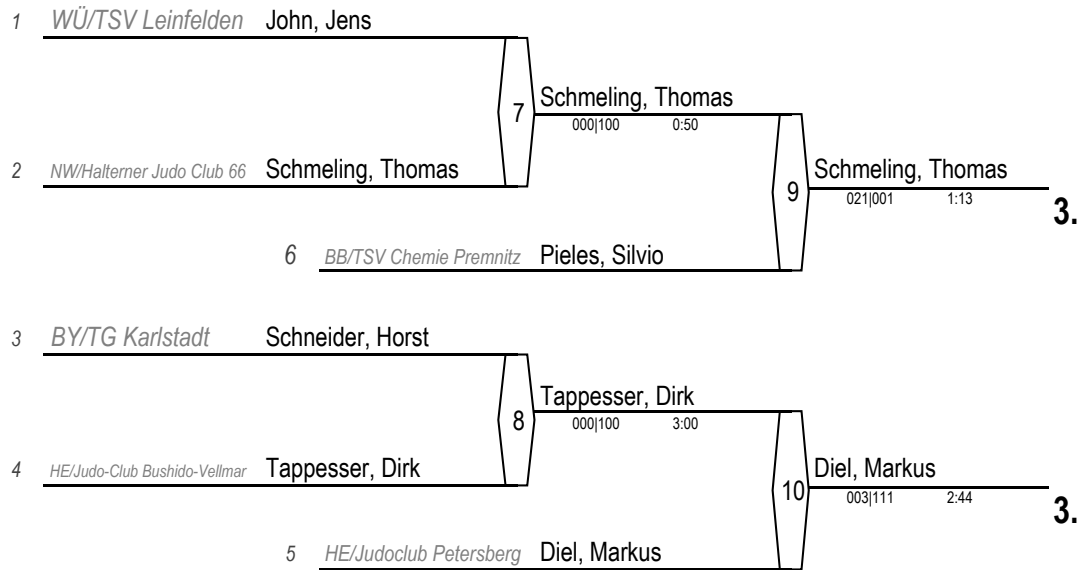 1 WÜ/TSV Leinfelden John, Jens
7 Schmeling, Thomas
000|100 0:50
2 NW/Halterner Judo Club 66 Schmeling, Thomas
9 Schmeling, Thomas
021|001 1:13
3.
6 BB/TSV Chemie Premnitz Pieles, Silvio
3 BY/TG Karlstadt Schneider, Horst
8 Tappesser, Dirk
000|100 3:00
4 HE/Judo-Club Bushido-Vellmar Tappesser, Dirk
10 Diel, Markus
003|111 2:44
3.
5 HE/Judoclub Petersberg Diel, Markus